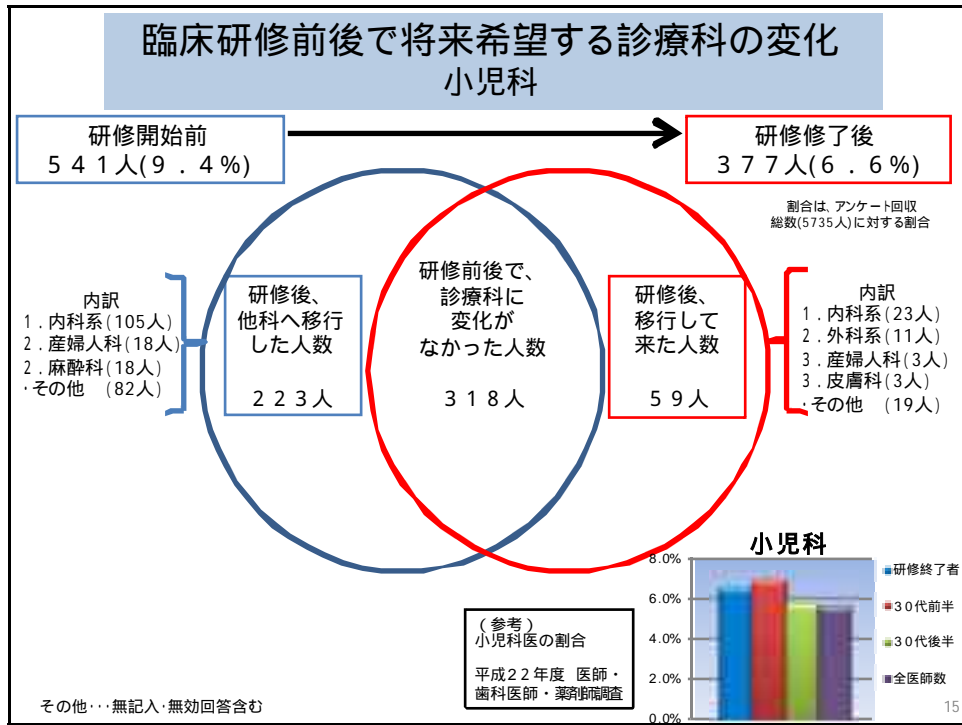 臨床研修前後で将来希望する診療科の変化
小児科
研修開始前
541人(9.4%)
研修修了後
377人(6.6%)
割合は、アンケート回収
総数(5735人)に対する割合
内訳
1.内科系(105人)
2.産婦人科(18人)
2.麻酔科(18人)
・その他 (82人)
研修後、
他科へ移行
した人数
223人
研修前後で、
診療科に
変化が
なかった人数
318人
研修後、
移行して
来た人数
59人
内訳
1.内科系(23人)
2.外科系(11人)
3.産婦人科(3人)
3.皮膚科(3人)
・その他 (19人)
小児科
8.0%
6.0%
4.0%
2.0%
0.0%
研修終了者
30代前半
30代後半
全医師数
(参考)
小児科医の割合
平成22年度 医師・
歯科医師・薬剤師調査
その他・・・無記入・無効回答含む
15